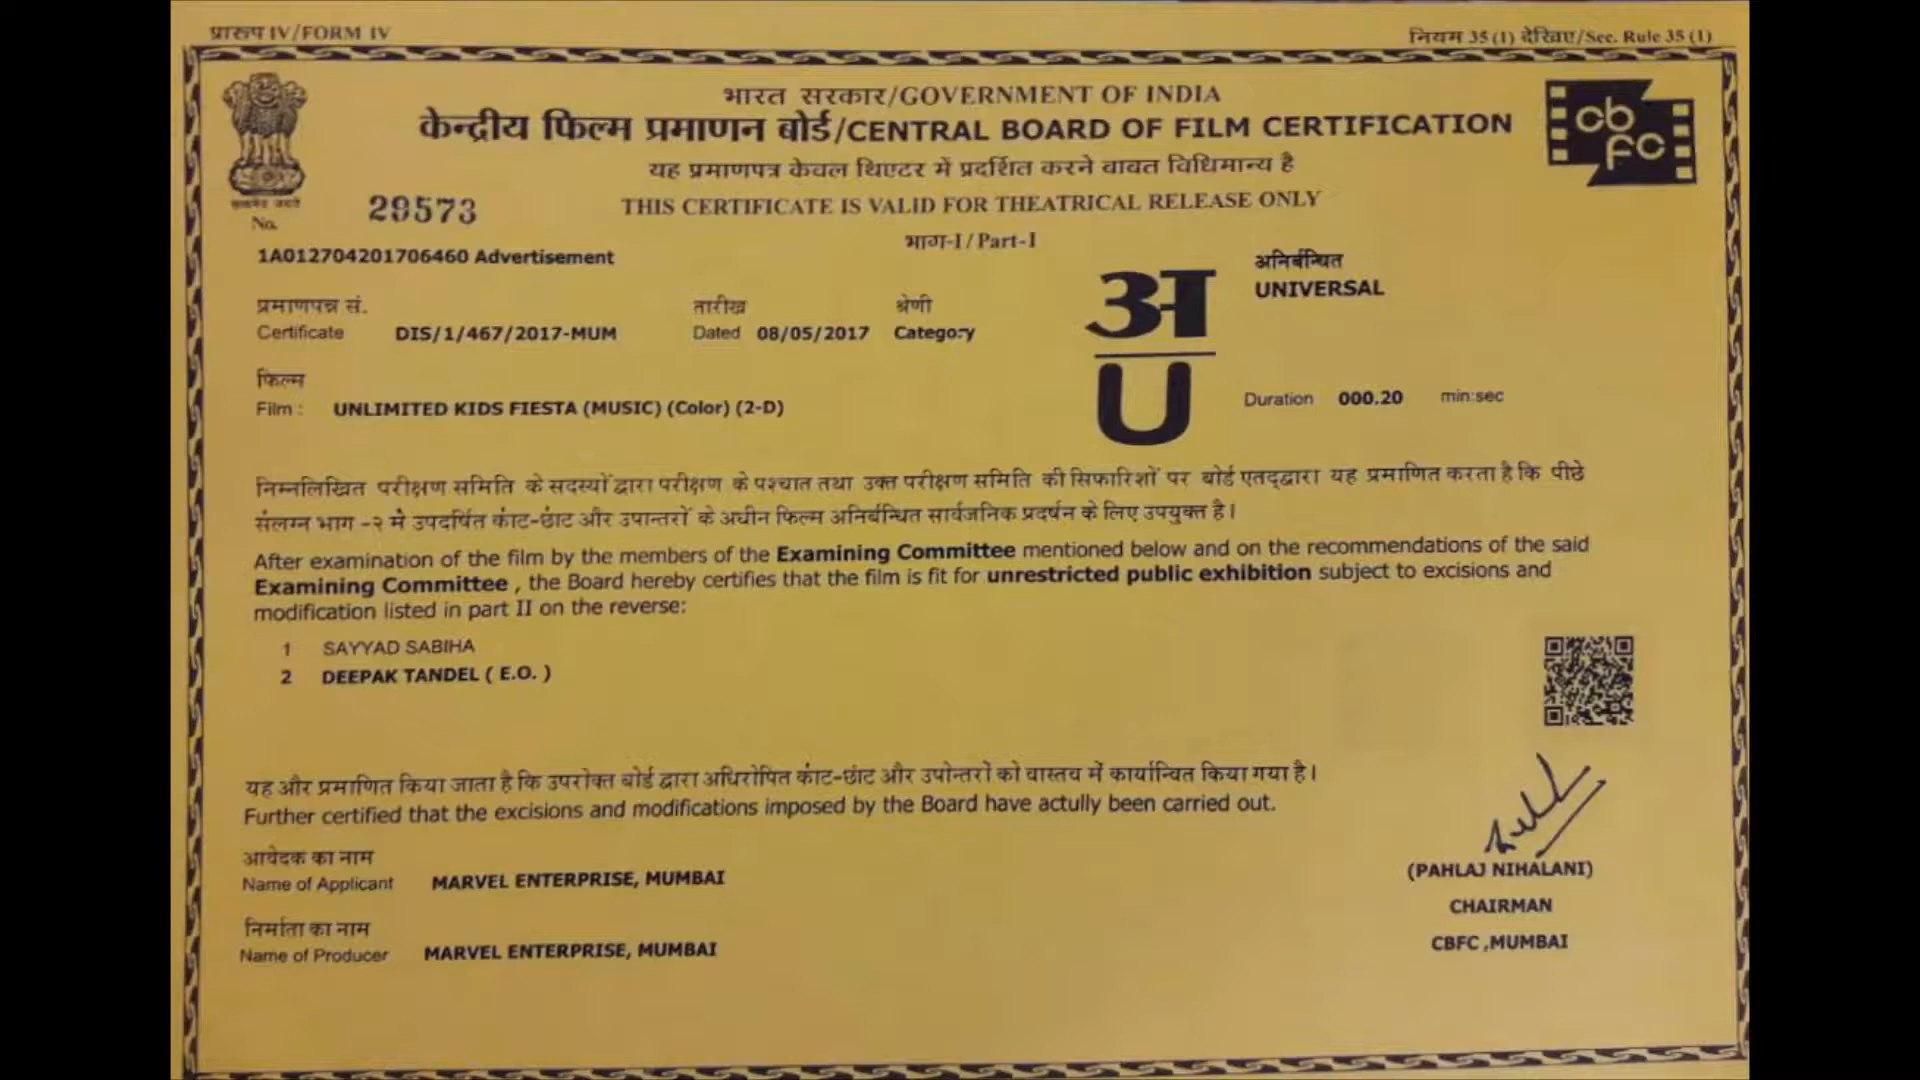 प्रारूप IV/FORM IV
नियम 35 (1) देखिए/See. Rule 35 (1)
भारत सरकार/GOVERNMENT OF INDIA
केन्द्रीय फिल्म प्रमाणन बोर्ड/CENTRAL BOARD OF FILM CERTIFICATION
cb
fc
यह प्रमाणपत्र केवल थिएटर में प्रदर्शित करने बाबत विधिमान्य है
सत्यमेव जयते
No. 29573
THIS CERTIFICATE IS VALID FOR THEATRICAL RELEASE ONLY
भाग-I/Part-I
1A012704201706460 Advertisement
अ
U
अनिर्बन्धित
UNIVERSAL
प्रमाणपत्र सं. तारीख श्रेणी
Certificate DIS/1/467/2017-MUM Dated 08/05/2017 Category
फिल्म
Film : UNLIMITED KIDS FIESTA (MUSIC) (Color) (2-D)
Duration 000.20 min:sec
निम्नलिखित परीक्षण समिति के सदस्यों द्वारा परीक्षण के पश्चात तथा उक्त परीक्षण समिति की सिफारिशों पर बोर्ड एतद्द्वारा यह प्रमाणित करता है कि पीछे
संलग्न भाग -२ मे उपदर्षित कांट-छांट और उपान्तरों के अधीन फिल्म अनिर्बन्धित सार्वजनिक प्रदर्षन के लिए उपयुक्त है।
After examination of the film by the members of the Examining Committee mentioned below and on the recommendations of the said
Examining Committee , the Board hereby certifies that the film is fit for unrestricted public exhibition subject to excisions and
modification listed in part II on the reverse:
1 SAYYAD SABIHA
2 DEEPAK TANDEL ( E.O. )
यह और प्रमाणित किया जाता है कि उपरोक्त बोर्ड द्वारा अधिरोपित कांट-छांट और उपोन्तरो को वास्तव में कार्यान्वित किया गया है।
Further certified that the excisions and modifications imposed by the Board have actully been carried out.
आवेदक का नाम
Name of Applicant MARVEL ENTERPRISE, MUMBAI
निर्माता का नाम
Name of Producer MARVEL ENTERPRISE, MUMBAI
(PAHLAJ NIHALANI)
CHAIRMAN
CBFC ,MUMBAI